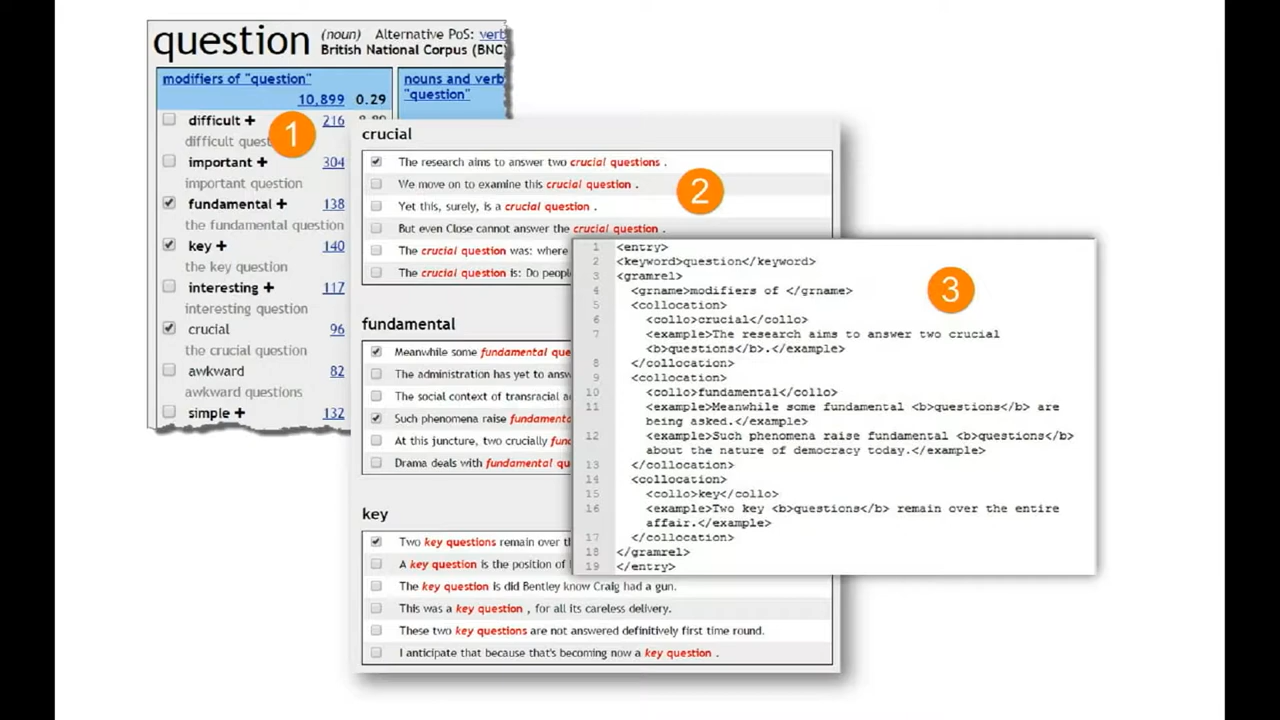 question (noun) Alternative PoS: verb
British National Corpus (BNC)
modifiers of "question"
10,899 0.29
nouns and verb
"question"
difficult + 216
difficult quest
1
important + 304
important question
fundamental + 138
the fundamental question
key + 140
the key question
interesting + 117
interesting question
crucial 96
the crucial question
awkward 82
awkward questions
simple + 132
crucial
The research aims to answer two crucial questions .
We move on to examine this crucial question .
2
Yet this, surely, is a crucial question .
But even Close cannot answer the crucial question .
The crucial question was: where
The crucial question is: Do peopl
fundamental
Meanwhile some fundamental que
The administration has yet to answ
The social context of transracial a
Such phenomena raise fundamenta
At this juncture, two crucially fund
Drama deals with fundamental qu
key
Two key questions remain over th
A key question is the position of
The key question is did Bentley know Craig had a gun.
This was a key question , for all its careless delivery.
These two key questions are not answered definitively first time round.
I anticipate that because that's becoming now a key question .
3
1 <entry>
2 <keyword>question</keyword>
3 <gramrel>
4 <grname>modifiers of </grname>
5 <collocation>
6 <collo>crucial</collo>
7 <example>The research aims to answer two crucial
<b>questions</b>.</example>
8 </collocation>
9 <collocation>
10 <collo>fundamental</collo>
11 <example>Meanwhile some fundamental <b>questions</b> are
being asked.</example>
12 <example>Such phenomena raise fundamental <b>questions</b>
about the nature of democracy today.</example>
13 </collocation>
14 <collocation>
15 <collo>key</collo>
16 <example>Two key <b>questions</b> remain over the entire
affair.</example>
17 </collocation>
18 </gramrel>
19 </entry>